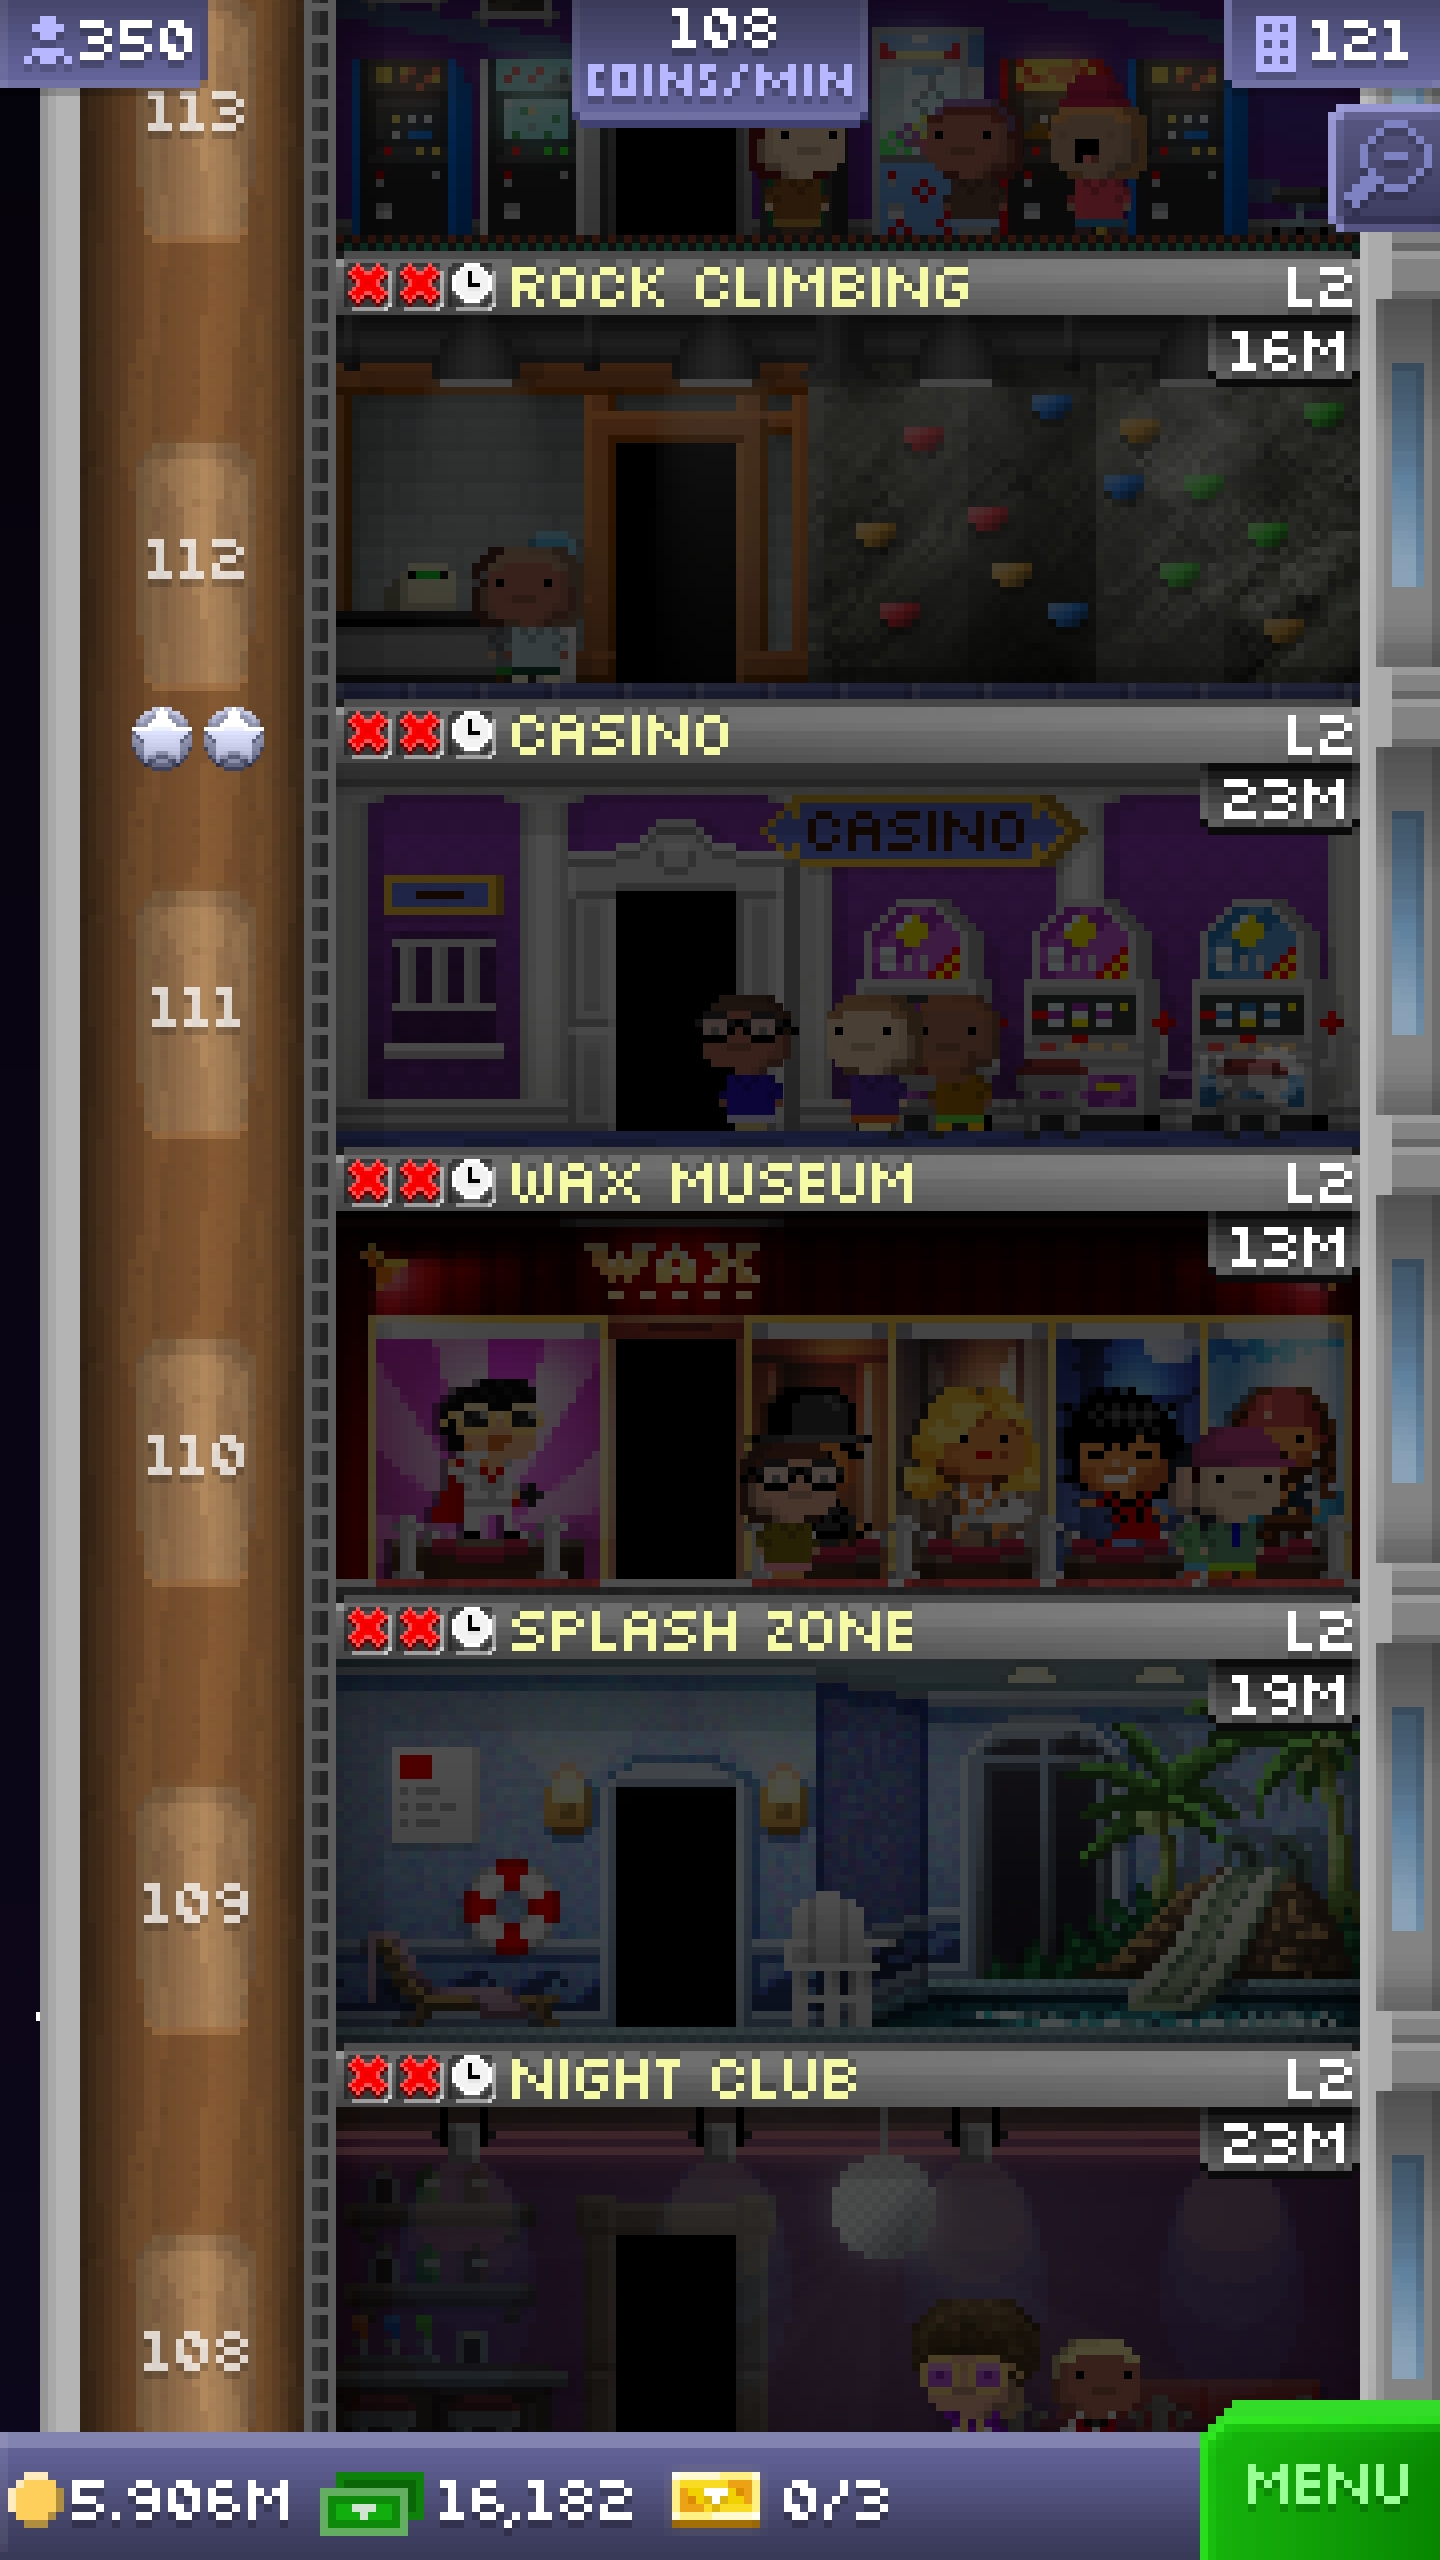 350
108
COINS/MIN
121
113
ROCK CLIMBING L2
16M
112
CASINO L2
23M
CASINO
111
WAX MUSEUM L2
13M
WAX
110
SPLASH ZONE L2
19M
109
NIGHT CLUB L2
23M
108
5.906M 16,182 0/3 MENU